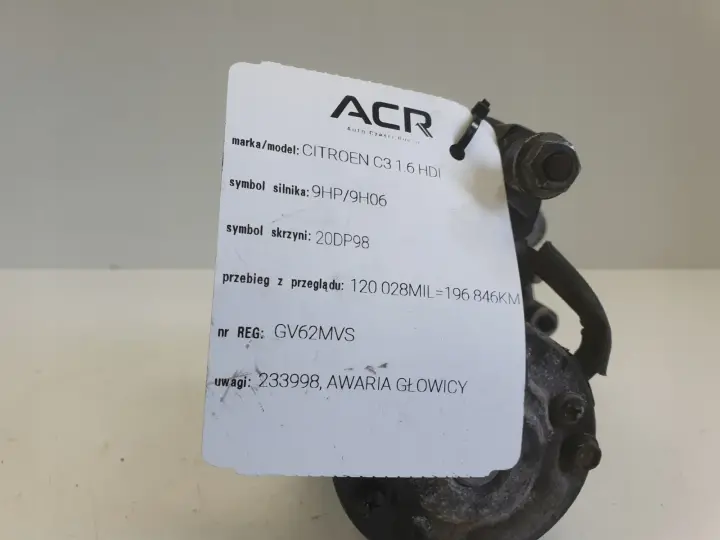 ACR
marka/model: CITROEN C3 1.6 HDI
symbol silnika: 9HP/9H06
symbol skrzyni: 20DP98
przebieg z przeglądu: 120 028MIL=196 846KM
nr REG: GV62MVS
uwagi: 233998, AWARIA GŁOWICY